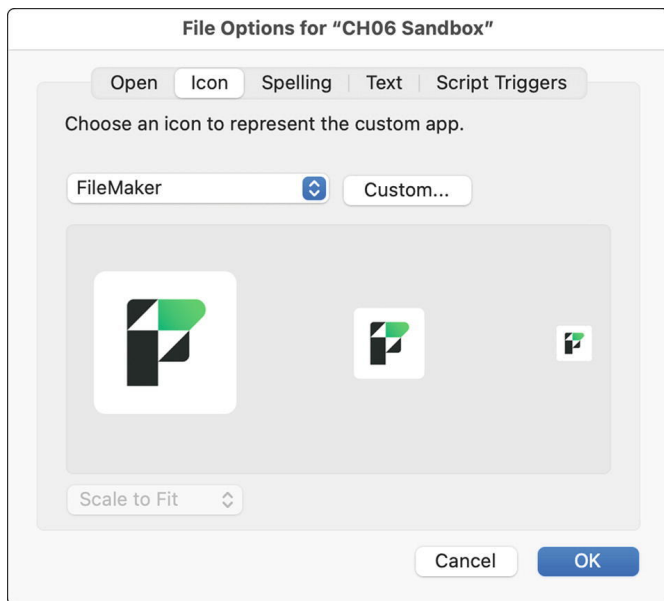 File Options for “CH06 Sandbox”
Open Icon Spelling Text Script Triggers
Choose an icon to represent the custom app.
FileMaker Custom...
Scale to Fit
Cancel OK